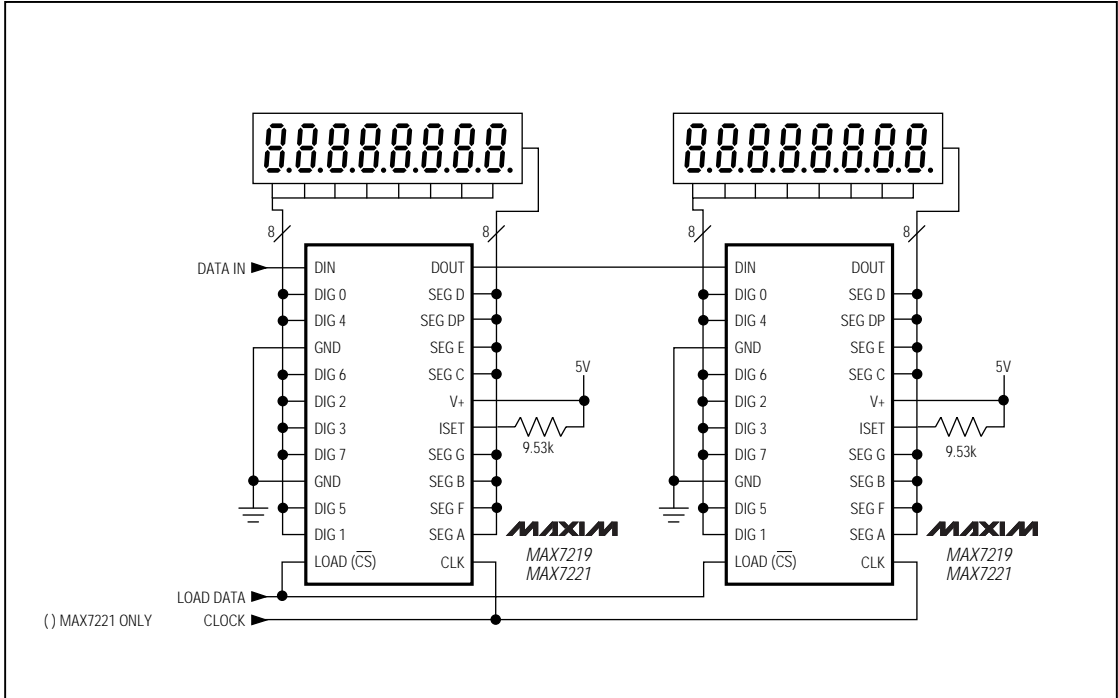 8.8.8.8.8.8.8.8.
8.8.8.8.8.8.8.8.
8
8
8
8
DATA IN
DIN
DOUT
DIG 0
SEG D
DIG 4
SEG DP
GND
SEG E
DIG 6
SEG C
DIG 2
V+
DIG 3
ISET
DIG 7
SEG G
GND
SEG B
DIG 5
SEG F
DIG 1
SEG A
LOAD (C̅S̅)
CLK
5V
9.53k
MAXIM
MAX7219
MAX7221
DIN
DOUT
DIG 0
SEG D
DIG 4
SEG DP
GND
SEG E
DIG 6
SEG C
DIG 2
V+
DIG 3
ISET
DIG 7
SEG G
GND
SEG B
DIG 5
SEG F
DIG 1
SEG A
LOAD (C̅S̅)
CLK
5V
9.53k
MAXIM
MAX7219
MAX7221
LOAD DATA
( ) MAX7221 ONLY
CLOCK